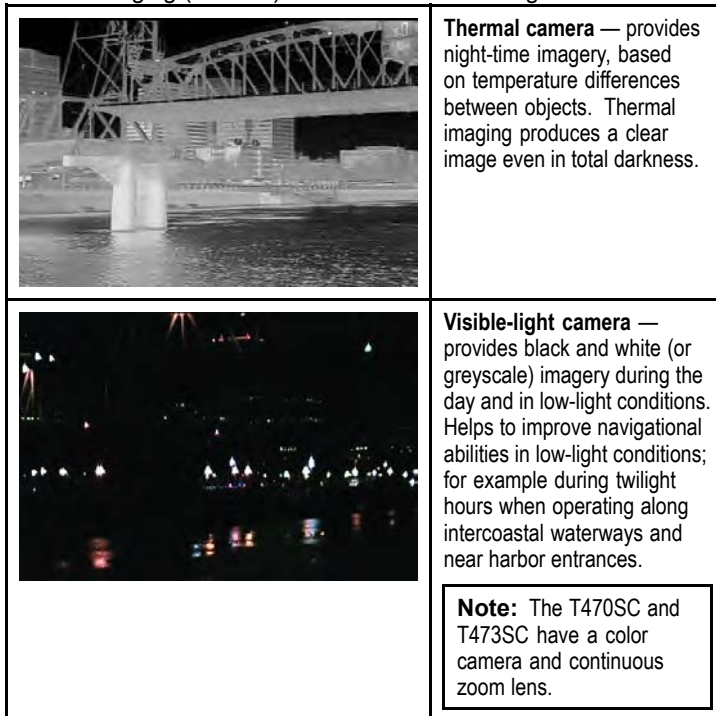 Thermal camera — provides
night-time imagery, based
on temperature differences
between objects. Thermal
imaging produces a clear
image even in total darkness.
Visible-light camera —
provides black and white (or
greyscale) imagery during the
day and in low-light conditions.
Helps to improve navigational
abilities in low-light conditions;
for example during twilight
hours when operating along
intercoastal waterways and
near harbor entrances.
Note: The T470SC and
T473SC have a color
camera and continuous
zoom lens.